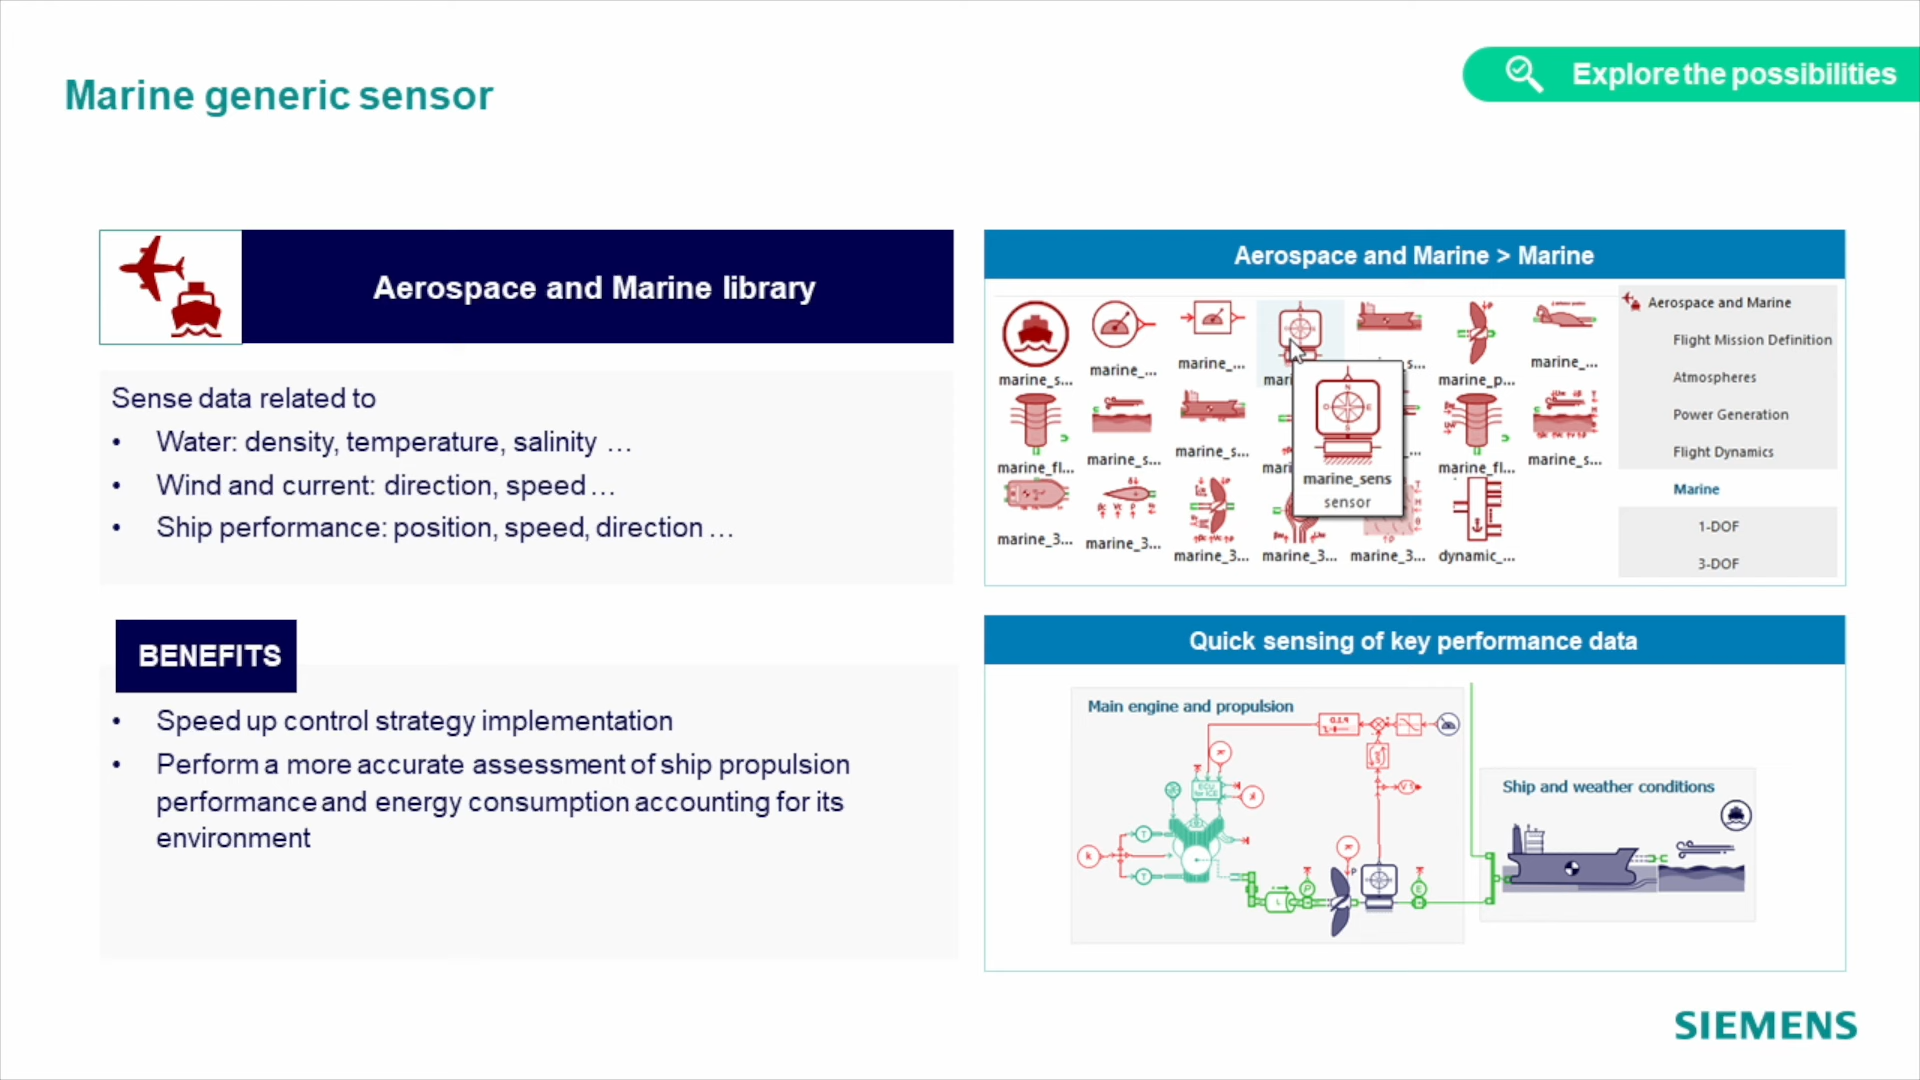 Marine generic sensor
Explore the possibilities
Aerospace and Marine library
Sense data related to
• Water: density, temperature, salinity …
• Wind and current: direction, speed …
• Ship performance: position, speed, direction …
BENEFITS
• Speed up control strategy implementation
• Perform a more accurate assessment of ship propulsion
performance and energy consumption accounting for its
environment
Aerospace and Marine > Marine
marine_s...
marine_...
marine_...
marine_p...
marine_...
marine_fl...
marine_s...
marine_s...
marine_fl...
marine_s...
marine_3...
marine_3...
marine_3...
marine_3...
marine_3...
dynamic_...
marine_sens
sensor
Aerospace and Marine
Flight Mission Definition
Atmospheres
Power Generation
Flight Dynamics
Marine
1-DOF
3-DOF
Quick sensing of key performance data
Main engine and propulsion
ECU
for ICE
Ship and weather conditions
SIEMENS